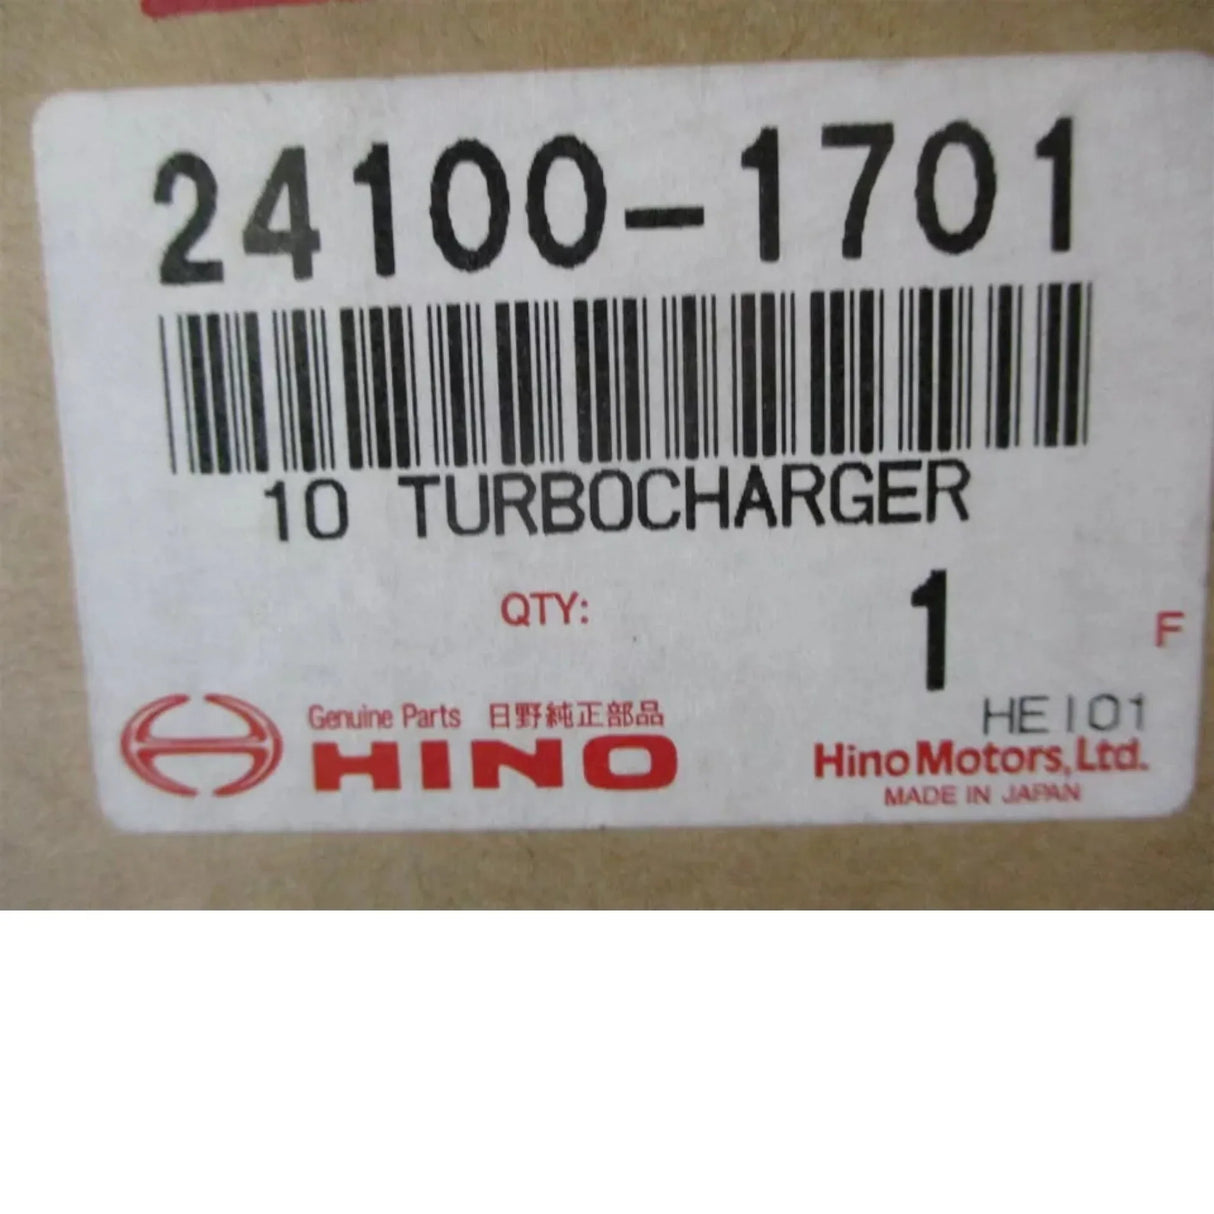 24100-1701
10 TURBOCHARGER
QTY: 1
F
HE101
Genuine Parts 日野純正部品
HINO
Hino Motors, Ltd.
MADE IN JAPAN